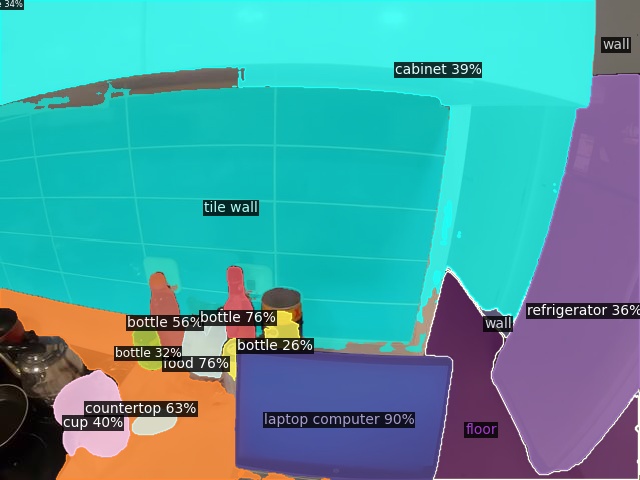 34%
wall
cabinet 39%
tile wall
refrigerator 36%
wall
bottle 56%
bottle 76%
bottle 26%
bottle 32%
food 76%
countertop 63%
cup 40%
laptop computer 90%
floor